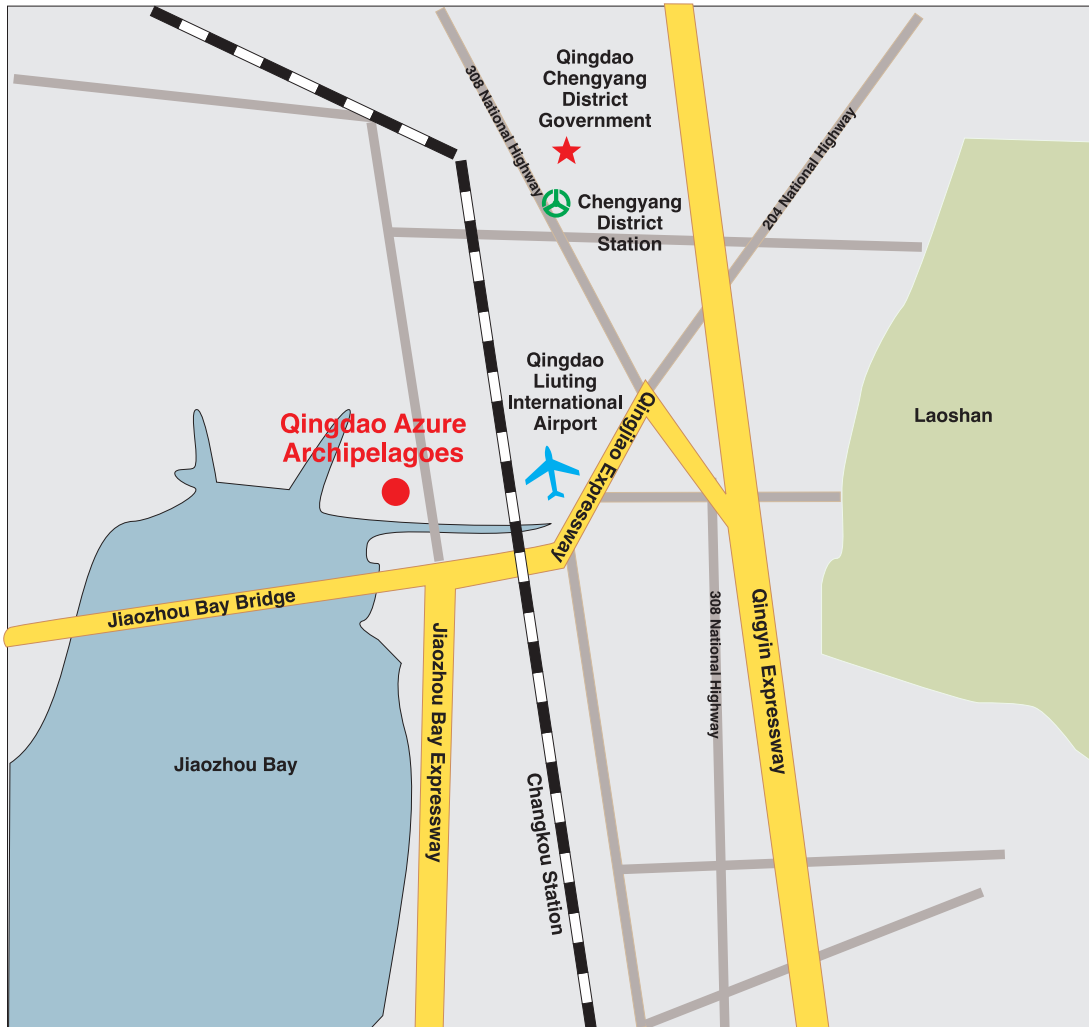 308 National Highway
Qingdao
Chengyang
District
Government
204 National Highway
Chengyang
District
Station
Qingdao
Liuting
International
Airport
Qingdao Azure
Archipelagoes
Qingjiao Expressway
Laoshan
Jiaozhou Bay Bridge
Jiaozhou Bay Expressway
308 National Highway
Qingyin Expressway
Jiaozhou Bay
Changkou Station